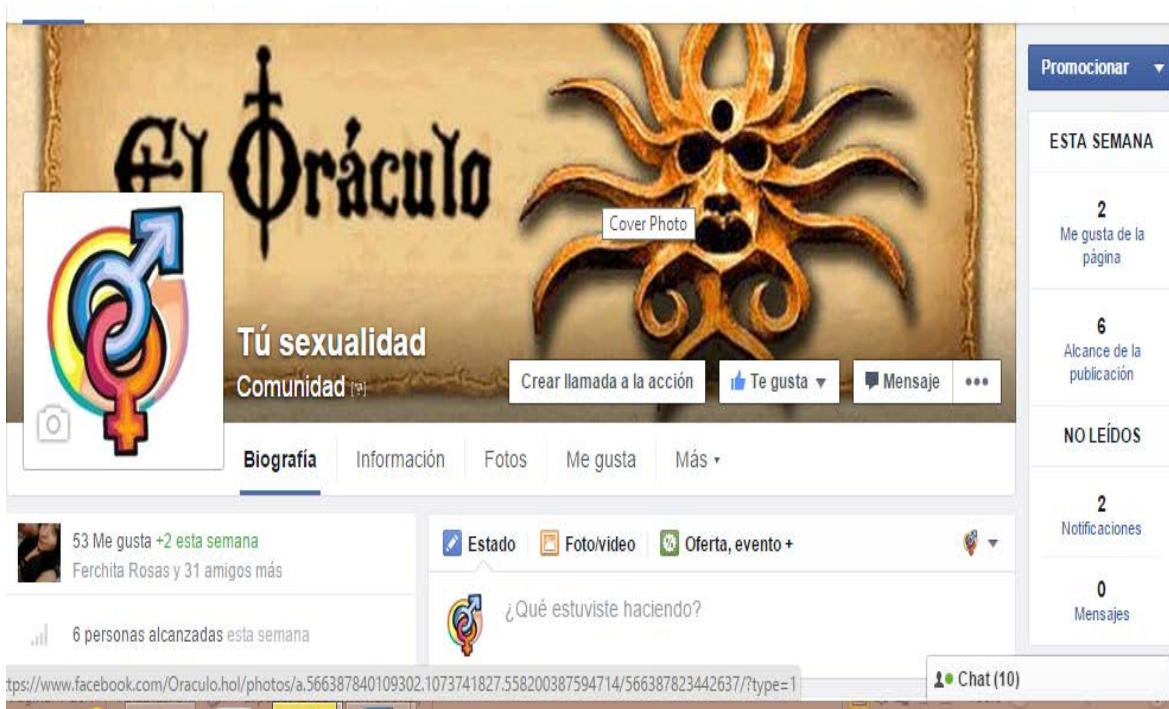 El Oráculo
Cover Photo
Tú sexualidad
Comunidad
Crear llamada a la acción
Te gusta
Mensaje
Biografía
Información
Fotos
Me gusta
Más
53 Me gusta +2 esta semana
Ferchita Rosas y 31 amigos más
6 personas alcanzadas esta semana
Estado
Foto/video
Oferta, evento +
¿Qué estuviste haciendo?
Promocionar
ESTA SEMANA
2
Me gusta de la
página
6
Alcance de la
publicación
NO LEÍDOS
2
Notificaciones
0
Mensajes
tps://www.facebook.com/Oraculo.hol/photos/a.566387840109302.1073741827.558200387594714/566387823442637/?type=1
Chat (10)